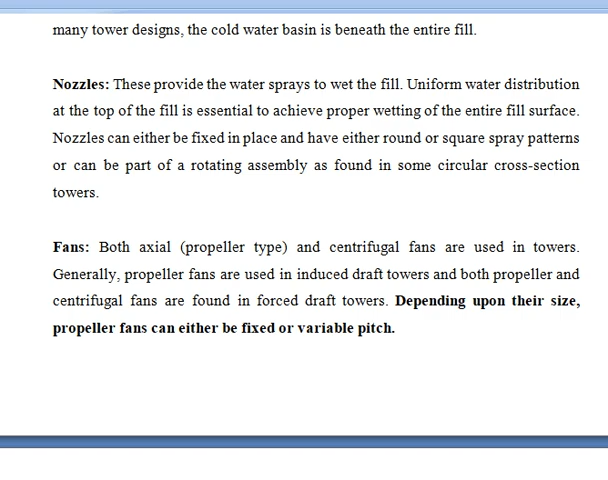 many tower designs, the cold water basin is beneath the entire fill.
Nozzles: These provide the water sprays to wet the fill. Uniform water distribution
at the top of the fill is essential to achieve proper wetting of the entire fill surface.
Nozzles can either be fixed in place and have either round or square spray patterns
or can be part of a rotating assembly as found in some circular cross-section
towers.
Fans: Both axial (propeller type) and centrifugal fans are used in towers.
Generally, propeller fans are used in induced draft towers and both propeller and
centrifugal fans are found in forced draft towers. Depending upon their size,
propeller fans can either be fixed or variable pitch.